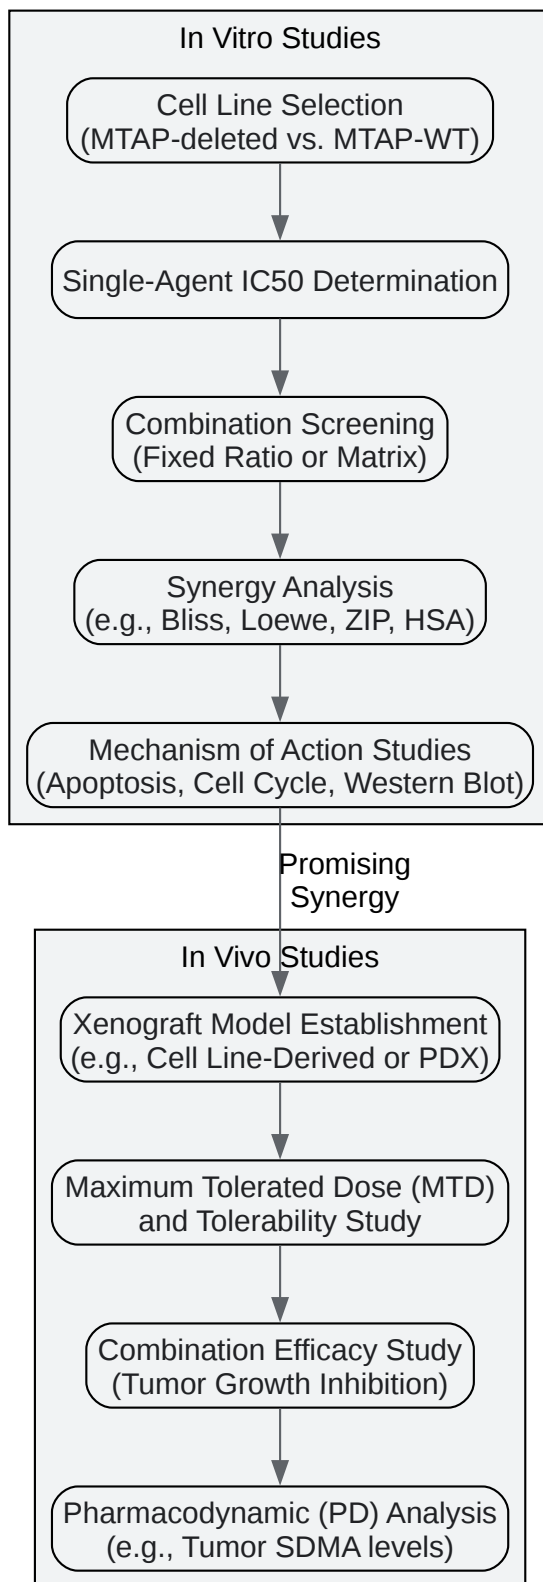 In Vitro Studies
Cell Line Selection
(MTAP-deleted vs. MTAP-WT)
Single-Agent IC50 Determination
Combination Screening
(Fixed Ratio or Matrix)
Synergy Analysis
(e.g., Bliss, Loewe, ZIP, HSA)
Mechanism of Action Studies
(Apoptosis, Cell Cycle, Western Blot)
Promising
Synergy
In Vivo Studies
Xenograft Model Establishment
(e.g., Cell Line-Derived or PDX)
Maximum Tolerated Dose (MTD)
and Tolerability Study
Combination Efficacy Study
(Tumor Growth Inhibition)
Pharmacodynamic (PD) Analysis
(e.g., Tumor SDMA levels)